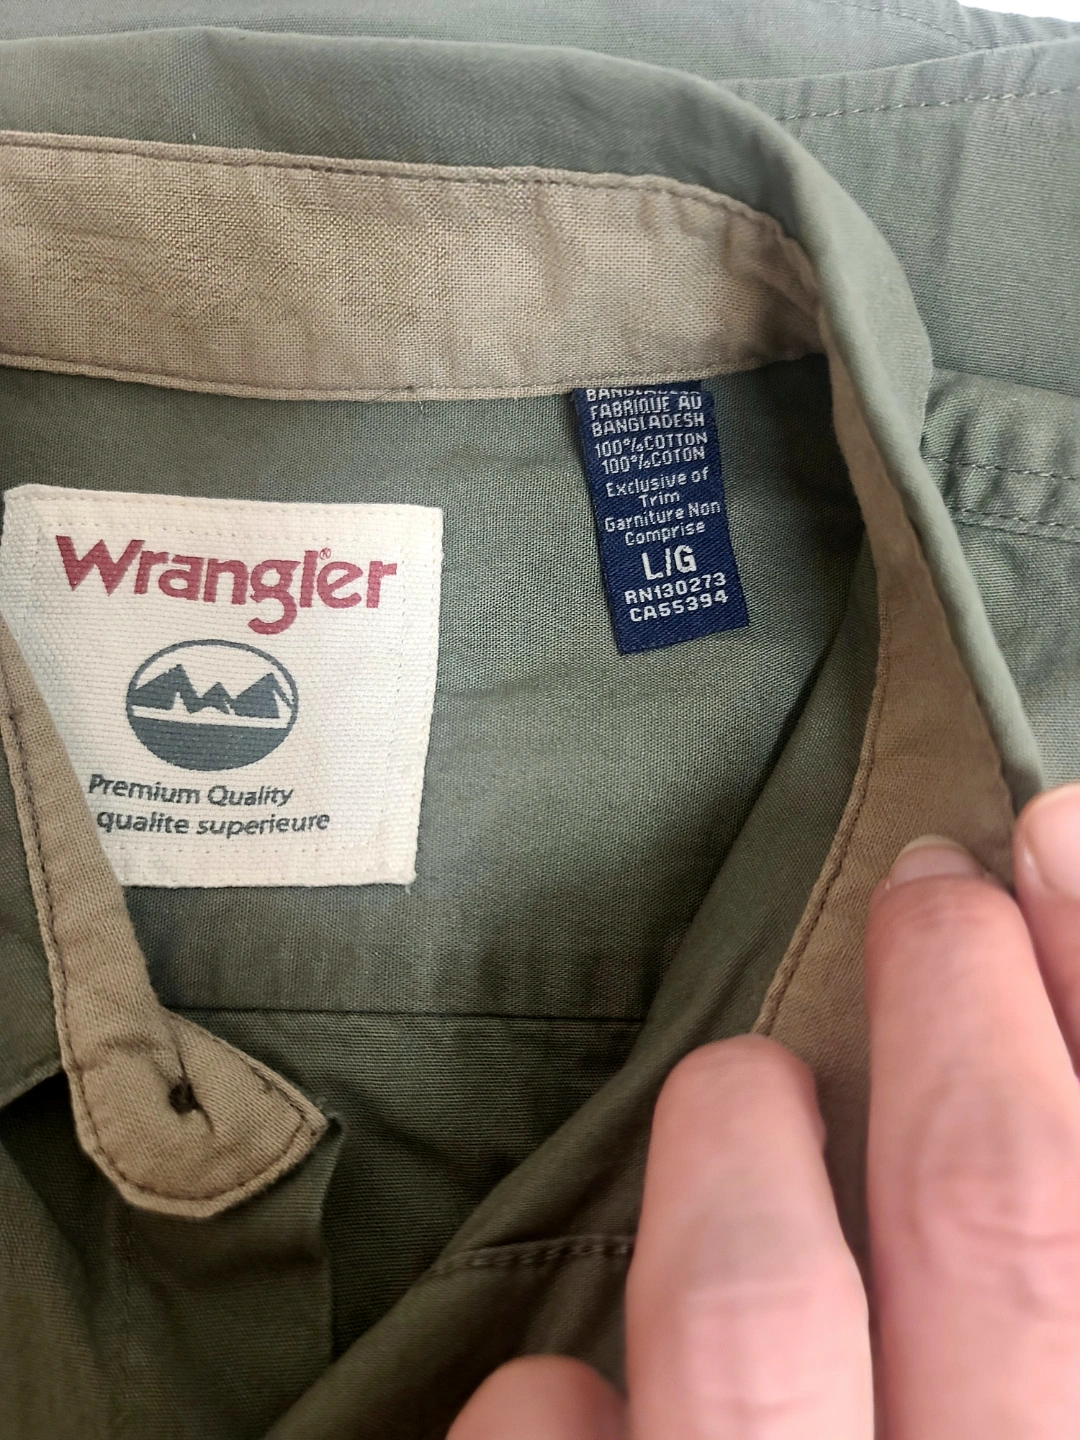 Wrangler®
Premium Quality
qualite superieure
BANGLADESH
FABRIQUE AU
BANGLADESH
100%COTTON
100%COTON
Exclusive of
Trim
Garniture Non
Comprise
L/G
RN130273
CA55394